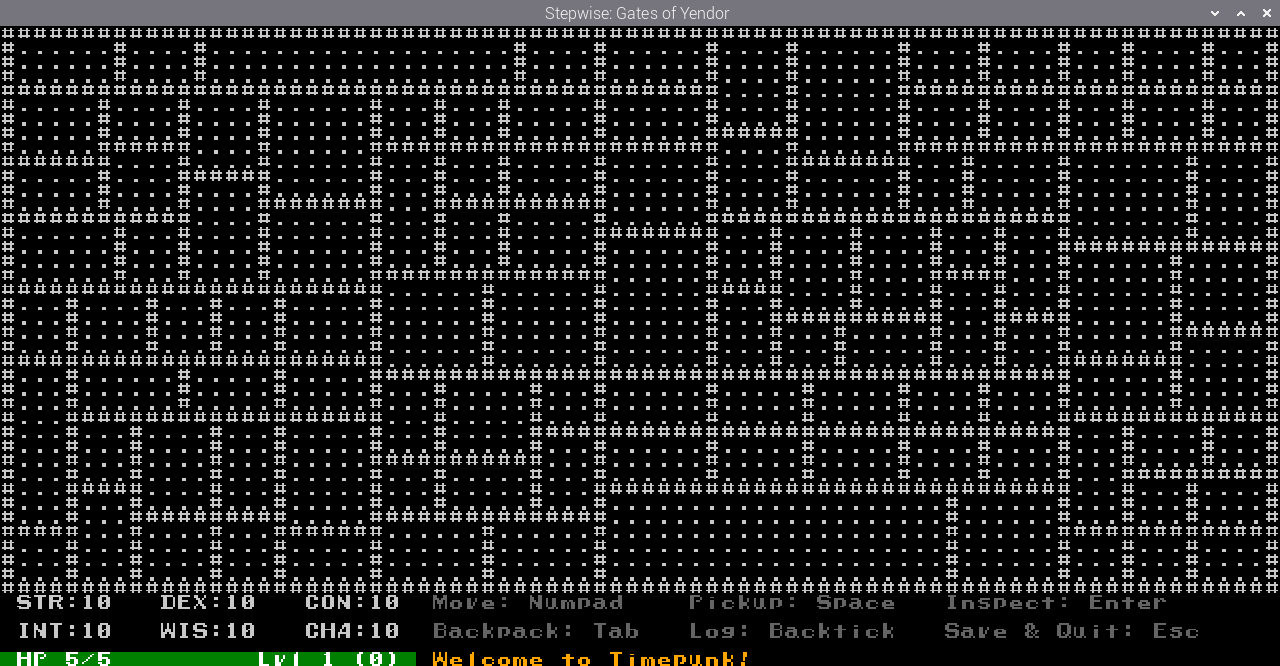 Stepwise: Gates of Yendor
STR:10 DEX:10 CON:10 Move: Numpad Pickup: Space Inspect: Enter
INT:10 WIS:10 CHA:10 Backpack: Tab Log: Backtick Save & Quit: Esc
HP 5/5 Lvl 1 (0) Welcome to Timepunk!